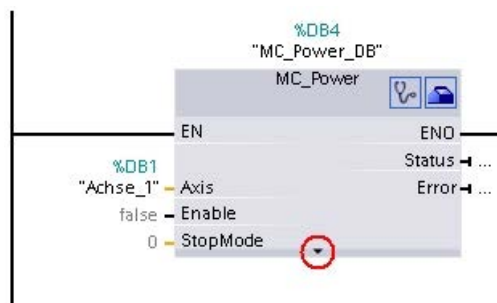 %DB4
"MC_Power_DB"
MC_Power
EN
ENO
Status
...
%DB1
"Achse_1"
Axis
Error
...
false
Enable
0
StopMode